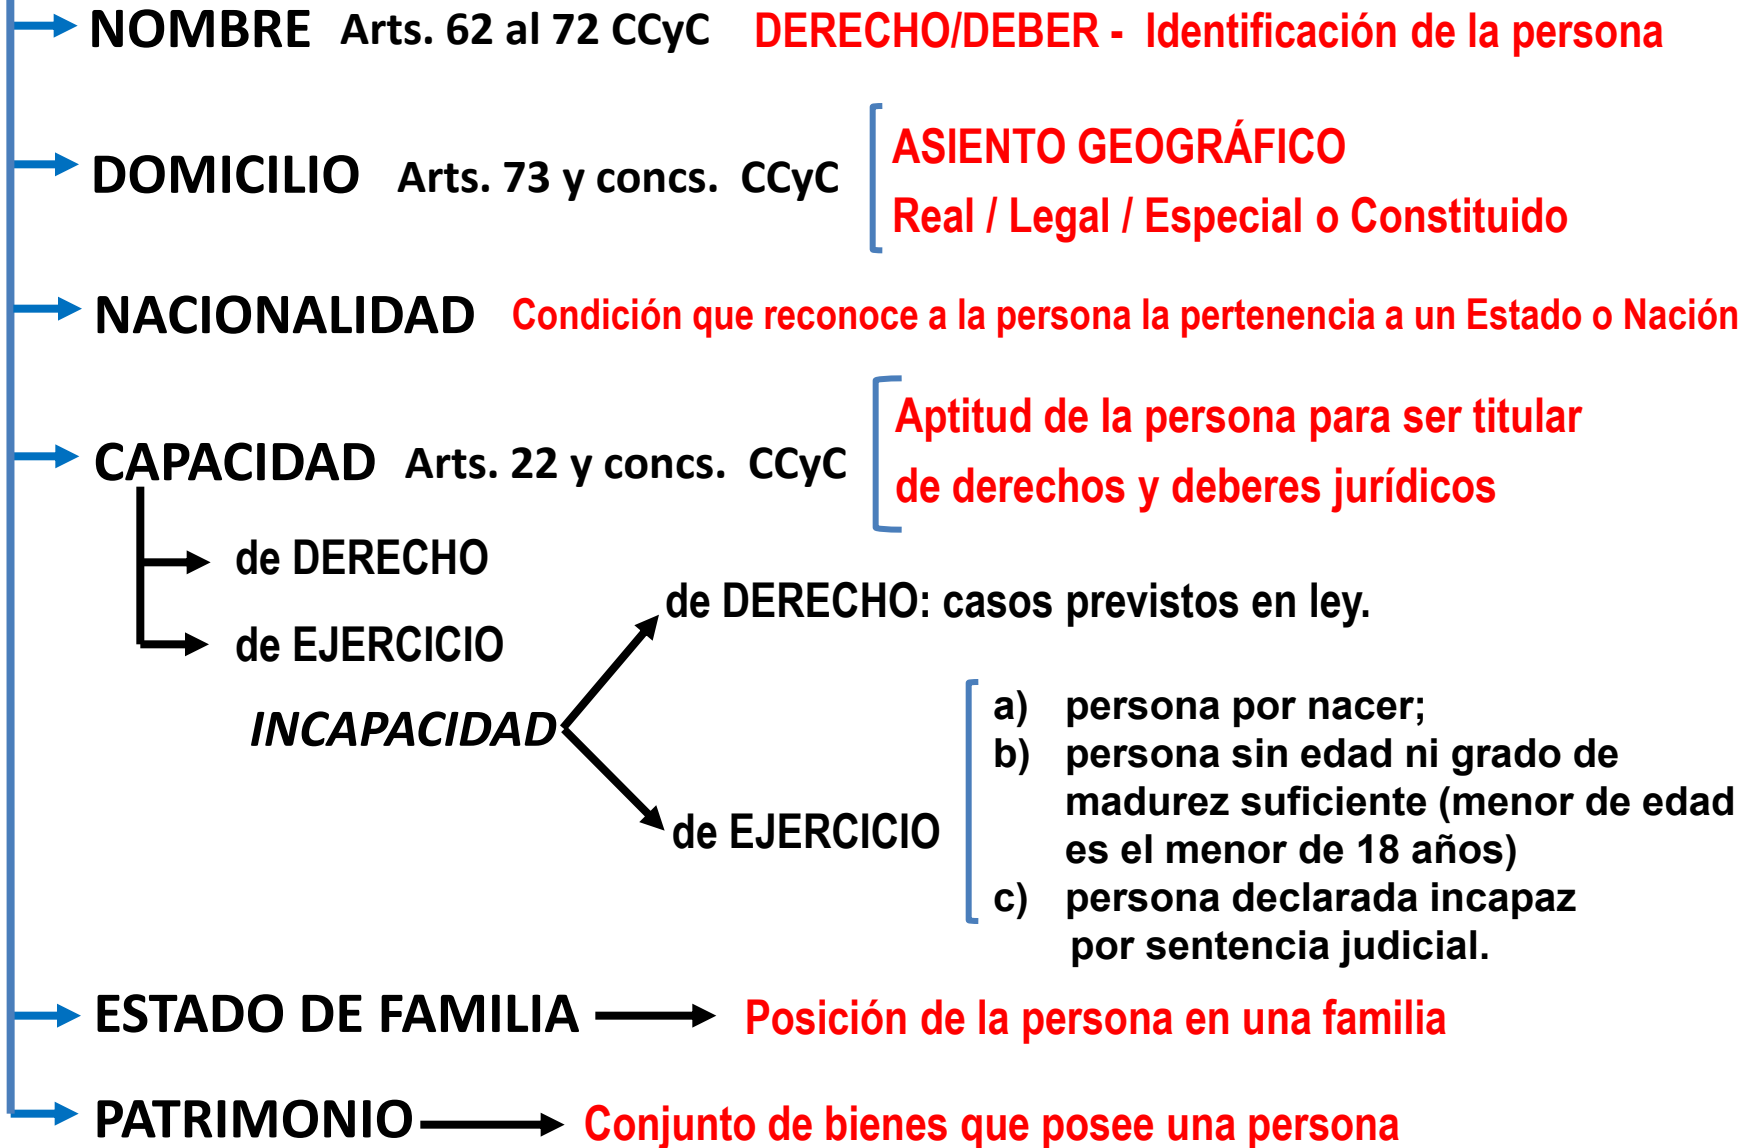 NOMBRE Arts. 62 al 72 CCyC DERECHO/DEBER - Identificación de la persona
DOMICILIO Arts. 73 y concs. CCyC
ASIENTO GEOGRÁFICO
Real / Legal / Especial o Constituido
NACIONALIDAD Condición que reconoce a la persona la pertenencia a un Estado o Nación
CAPACIDAD Arts. 22 y concs. CCyC
Aptitud de la persona para ser titular
de derechos y deberes jurídicos
de DERECHO
de EJERCICIO
INCAPACIDAD
de DERECHO: casos previstos en ley.
de EJERCICIO
a) persona por nacer;
b) persona sin edad ni grado de
madurez suficiente (menor de edad
es el menor de 18 años)
c) persona declarada incapaz
por sentencia judicial.
ESTADO DE FAMILIA Posición de la persona en una familia
PATRIMONIO Conjunto de bienes que posee una persona